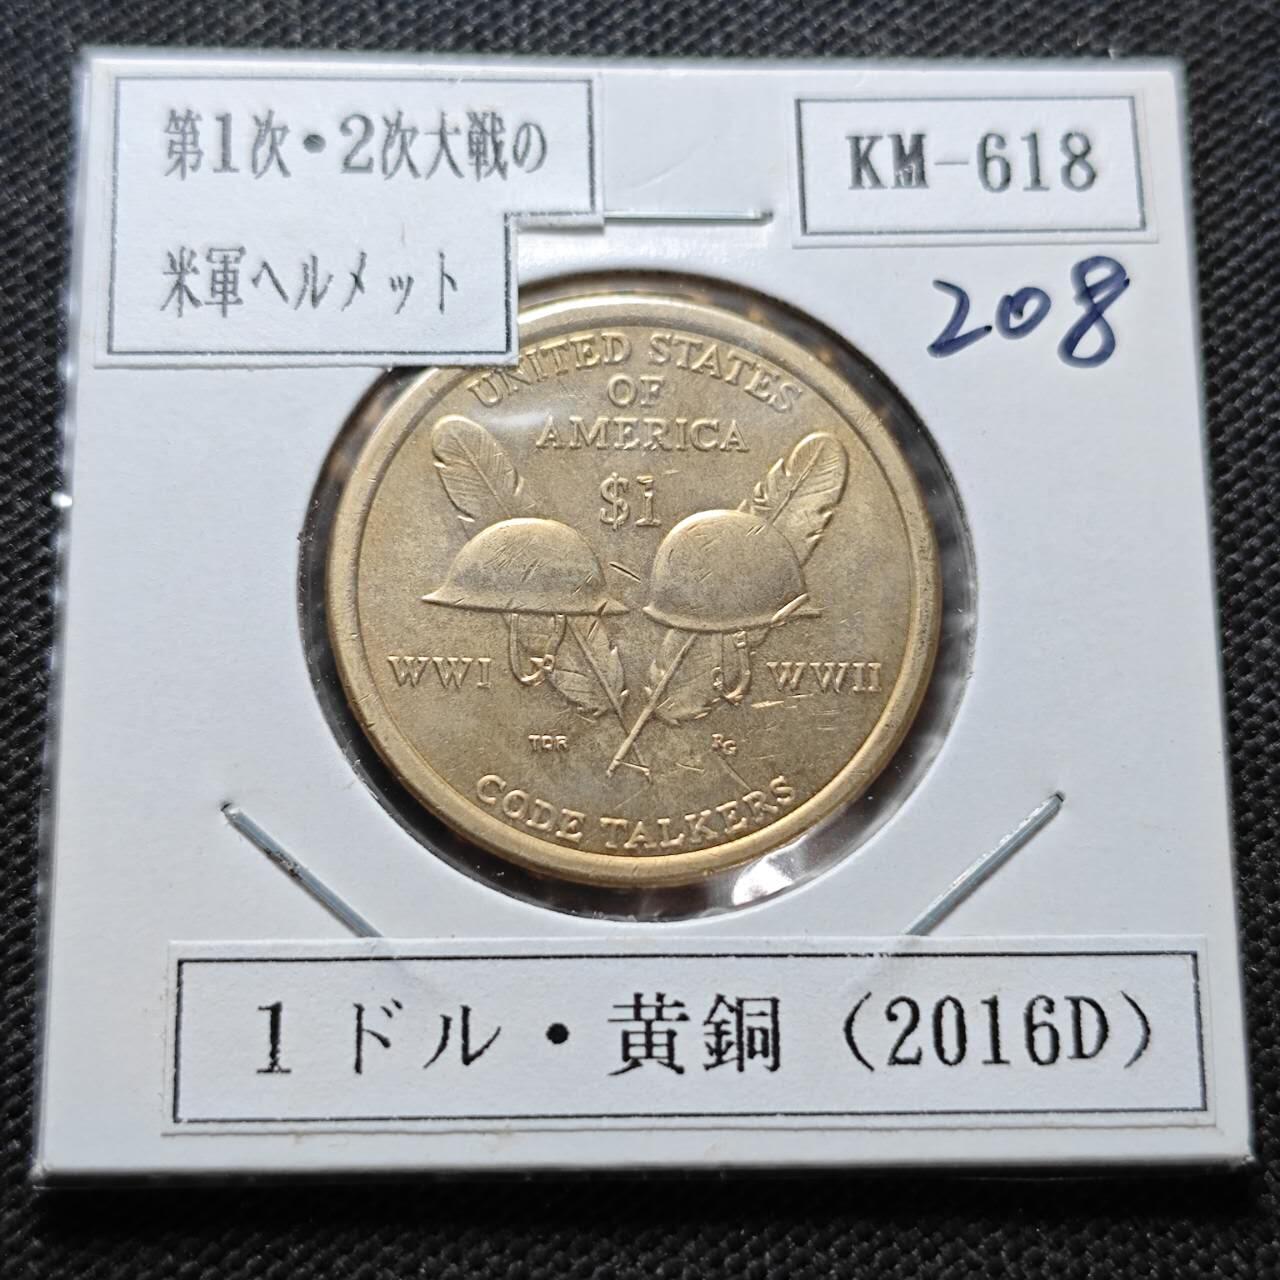 第1次・2次大戦の
米軍ヘルメット
KM-618
208
UNITED STATES
OF
AMERICA
$1
WWI
WWII
TDR
RG
CODE TALKERS
1ドル・黄銅(2016D)